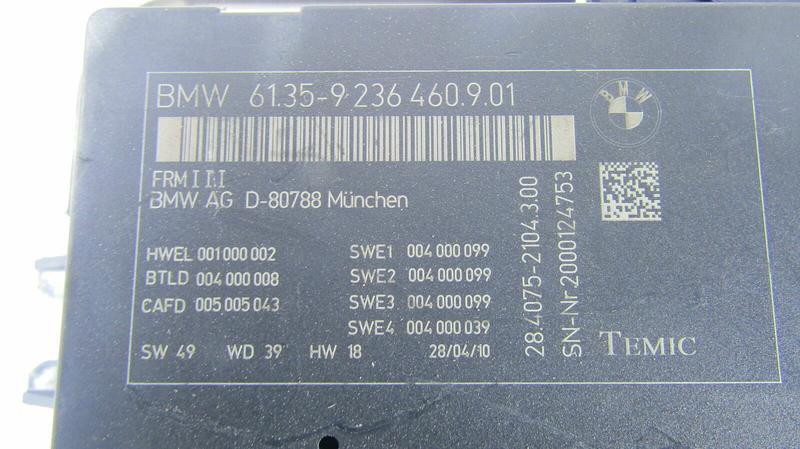 BMW 61.35-9 236 460.9.01
BMW
FRM III
BMW AG D-80788 München
HWEL 001 000 002
BTLD 004 000 008
CAFD 005 005 043
SWE1 004 000 099
SWE2 004 000 099
SWE3 004 000 099
SWE4 004 000 039
SW 49 WD 39 HW 18 28/04/10
28.4075-2104.3.00
SN-Nr 2000124753
TEMIC